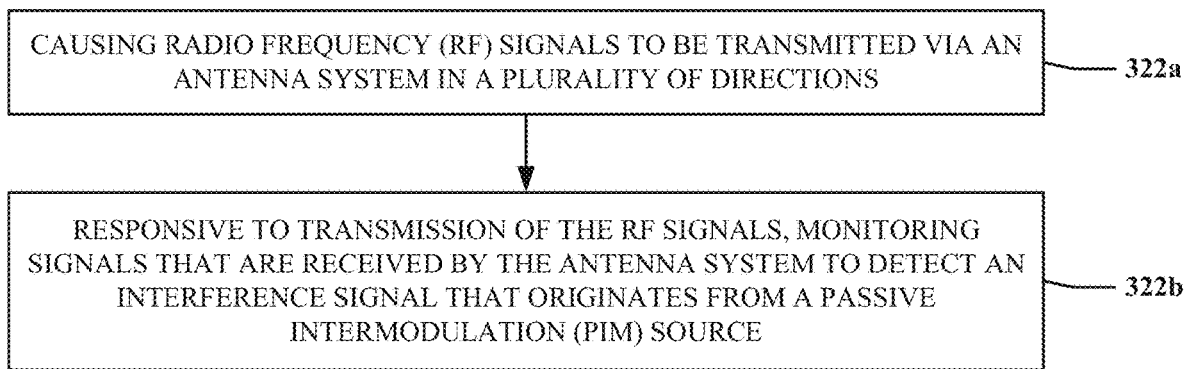 CAUSING RADIO FREQUENCY (RF) SIGNALS TO BE TRANSMITTED VIA AN
ANTENNA SYSTEM IN A PLURALITY OF DIRECTIONS
322a
RESPONSIVE TO TRANSMISSION OF THE RF SIGNALS, MONITORING
SIGNALS THAT ARE RECEIVED BY THE ANTENNA SYSTEM TO DETECT AN
INTERFERENCE SIGNAL THAT ORIGINATES FROM A PASSIVE
INTERMODULATION (PIM) SOURCE
322b